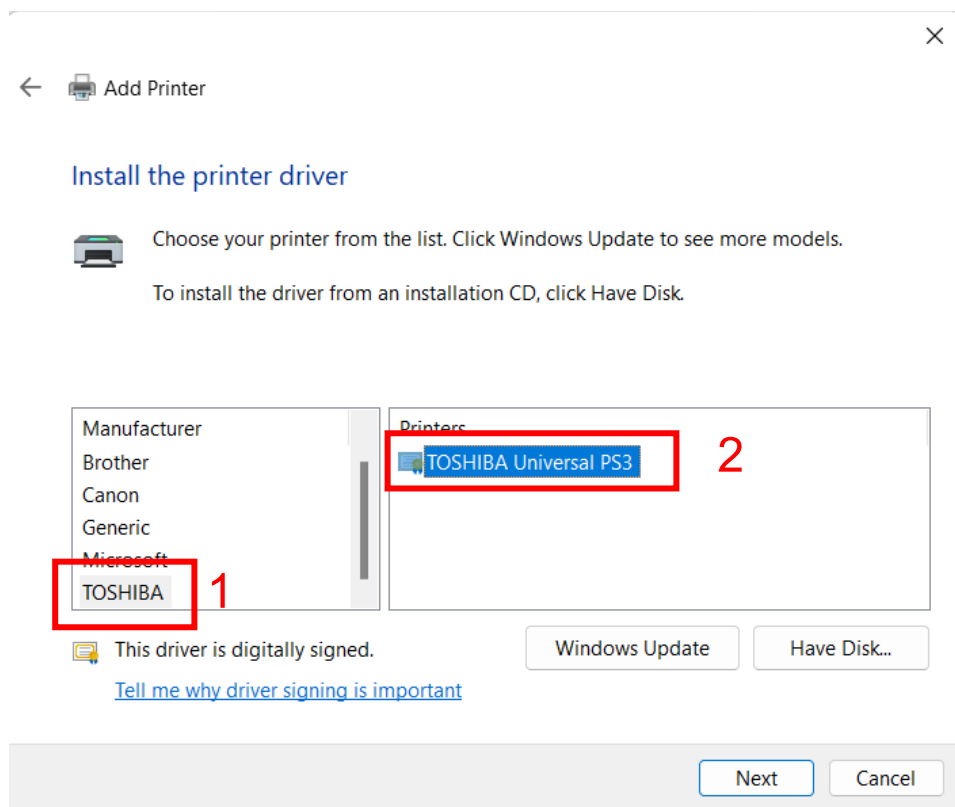 Add Printer
Install the printer driver
Choose your printer from the list. Click Windows Update to see more models.
To install the driver from an installation CD, click Have Disk.
Manufacturer
Brother
Canon
Generic
Microsoft
TOSHIBA
1
Printers
TOSHIBA Universal PS3
2
This driver is digitally signed.
Tell me why driver signing is important
Windows Update
Have Disk...
Next
Cancel